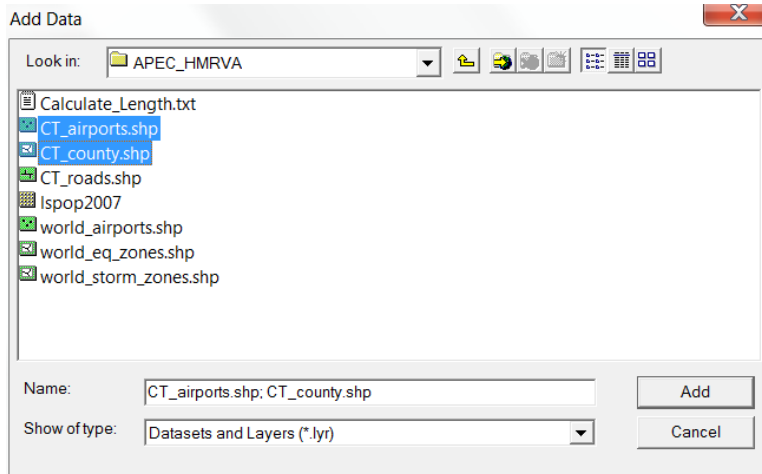 Add Data
Look in: APEC_HMRVA
Calculate_Length.txt
CT_airports.shp
CT_county.shp
CT_roads.shp
lspop2007
world_airports.shp
world_eq_zones.shp
world_storm_zones.shp
Name: CT_airports.shp; CT_county.shp Add
Show of type: Datasets and Layers (*.lyr) Cancel